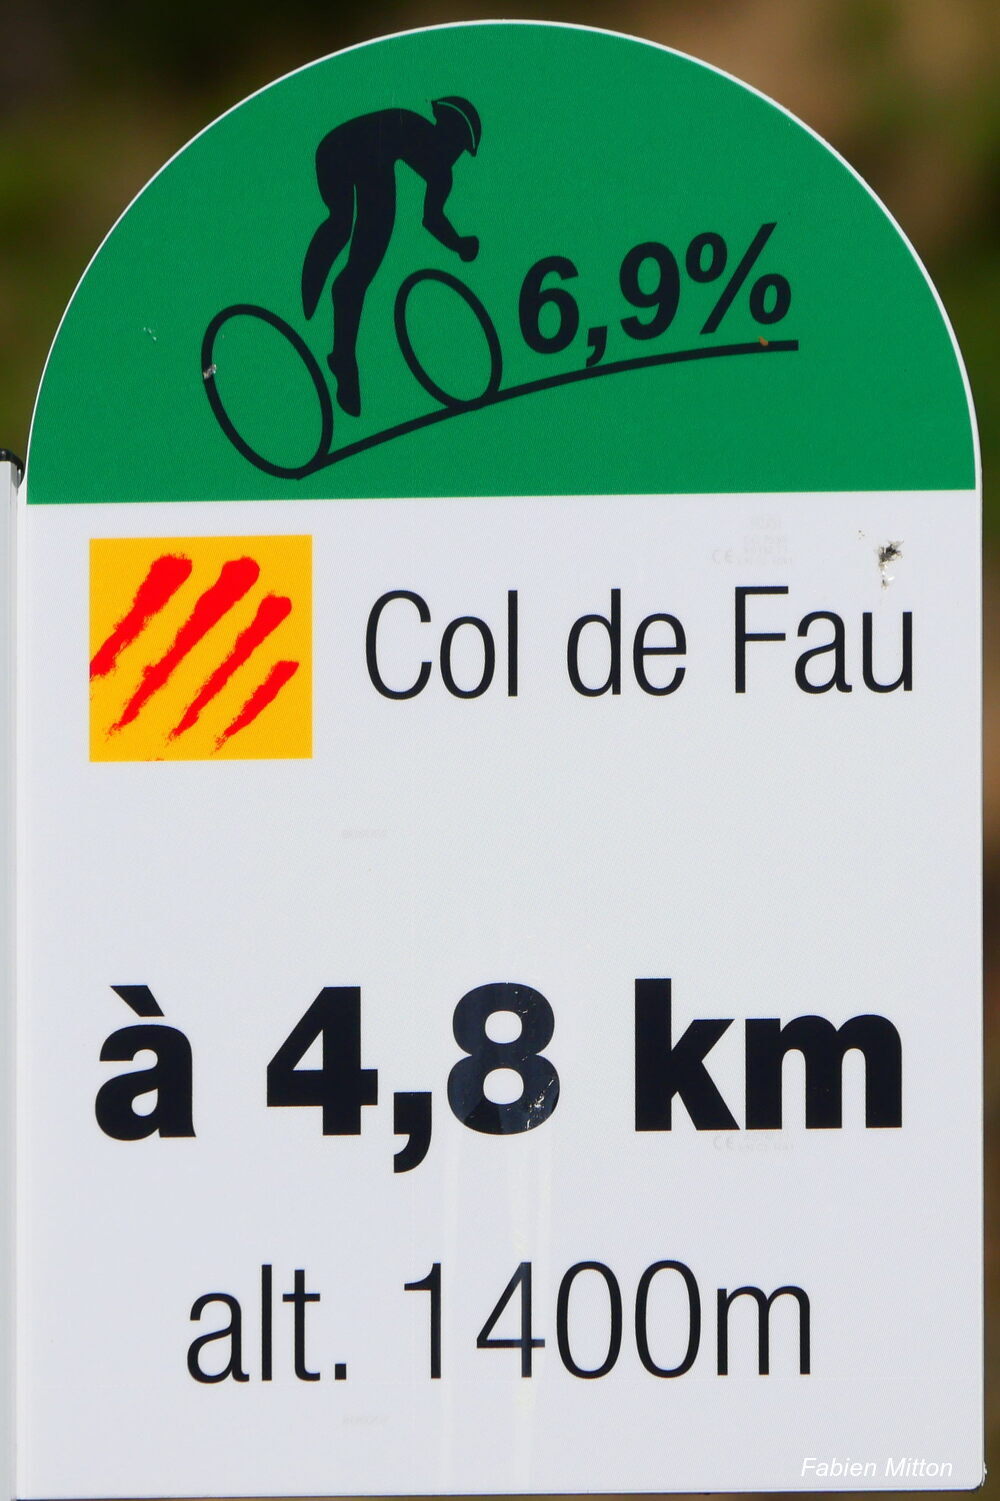 6,9%
Col de Fau
à 4,8 km
alt. 1400m
Fabien Mitton